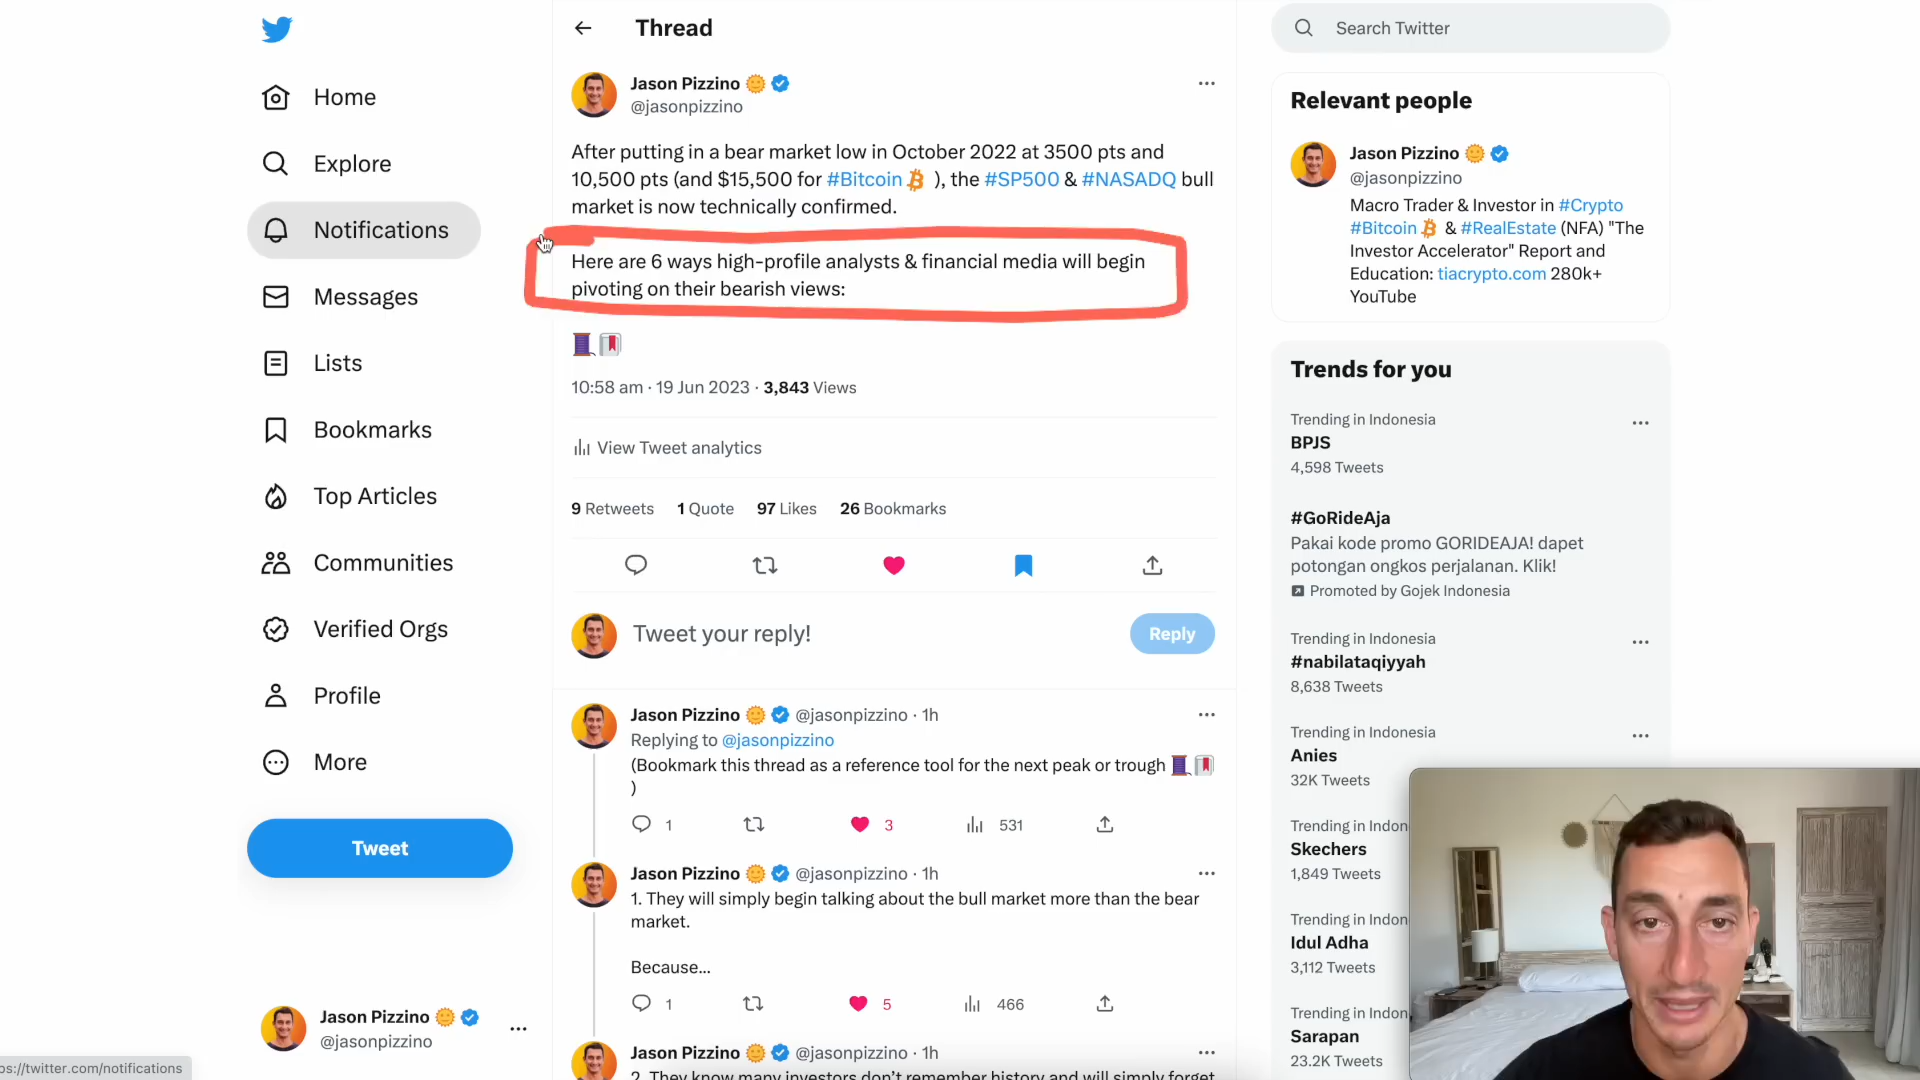 Home
Explore
Notifications
Messages
Lists
Bookmarks
Top Articles
Communities
Verified Orgs
Profile
More
Tweet
Jason Pizzino
@jasonpizzino
ps://twitter.com/notifications
Thread
Jason Pizzino
@jasonpizzino
After putting in a bear market low in October 2022 at 3500 pts and
10,500 pts (and $15,500 for #Bitcoin ), the #SP500 & #NASADQ bull
market is now technically confirmed.
Here are 6 ways high-profile analysts & financial media will begin
pivoting on their bearish views:
10:58 am · 19 Jun 2023 · 3,843 Views
View Tweet analytics
9 Retweets 1 Quote 97 Likes 26 Bookmarks
Tweet your reply!
Reply
Jason Pizzino @jasonpizzino · 1h
Replying to @jasonpizzino
(Bookmark this thread as a reference tool for the next peak or trough
)
1 3 531
Jason Pizzino @jasonpizzino · 1h
1. They will simply begin talking about the bull market more than the bear
market.
Because...
1 5 466
Jason Pizzino @jasonpizzino · 1h
2. They know many investors don't remember history and will simply forget
Search Twitter
Relevant people
Jason Pizzino
@jasonpizzino
Macro Trader & Investor in #Crypto
#Bitcoin & #RealEstate (NFA) "The
Investor Accelerator" Report and
Education: tiacrypto.com 280k+
YouTube
Trends for you
Trending in Indonesia
BPJS
4,598 Tweets
#GoRideAja
Pakai kode promo GORIDEAJA! dapet
potongan ongkos perjalanan. Klik!
Promoted by Gojek Indonesia
Trending in Indonesia
#nabilataqiyyah
8,638 Tweets
Trending in Indonesia
Anies
32K Tweets
Trending in Indon
Skechers
1,849 Tweets
Trending in Indon
Idul Adha
3,112 Tweets
Trending in Indon
Sarapan
23.2K Tweets